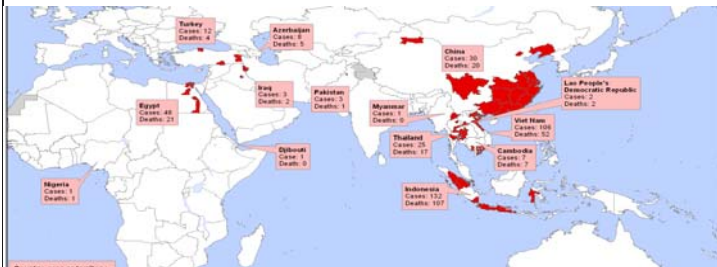 Turkey
Cases: 12
Deaths: 4
Azerbaijan
Cases: 8
Deaths: 5
China
Cases: 30
Deaths: 20
Lao People's
Democratic Republic
Cases: 2
Deaths: 2
Iraq
Cases: 3
Deaths: 2
Pakistan
Cases: 3
Deaths: 1
Egypt
Cases: 48
Deaths: 21
Myanmar
Cases: 1
Deaths: 0
Viet Nam
Cases: 106
Deaths: 52
Thailand
Cases: 25
Deaths: 17
Djibouti
Case: 1
Death: 0
Cambodia
Cases: 7
Deaths: 7
Nigeria
Cases: 1
Deaths: 1
Indonesia
Cases: 132
Deaths: 107